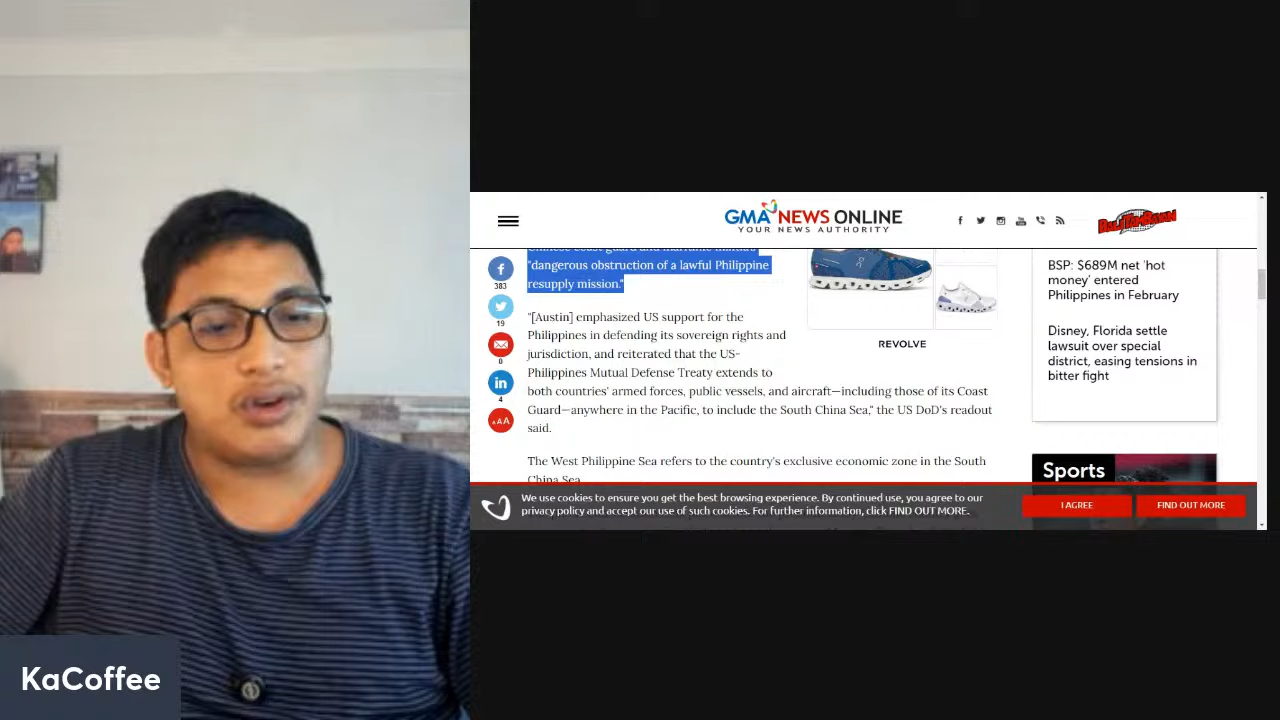 GMA NEWS ONLINE
YOUR NEWS AUTHORITY
"dangerous obstruction of a lawful Philippine
resupply mission."
383
19
0
4
AAA
"[Austin] emphasized US support for the
Philippines in defending its sovereign rights and
jurisdiction, and reiterated that the US-
Philippines Mutual Defense Treaty extends to
both countries' armed forces, public vessels, and aircraft—including those of its Coast
Guard—anywhere in the Pacific, to include the South China Sea," the US DoD's readout
said.
The West Philippine Sea refers to the country's exclusive economic zone in the South
China Sea
REVOLVE
BSP: $689M net 'hot
money' entered
Philippines in February
Disney, Florida settle
lawsuit over special
district, easing tensions in
bitter fight
Sports
We use cookies to ensure you get the best browsing experience. By continued use, you agree to our
privacy policy and accept our use of such cookies. For further information, click FIND OUT MORE.
I AGREE
FIND OUT MORE
KaCoffee